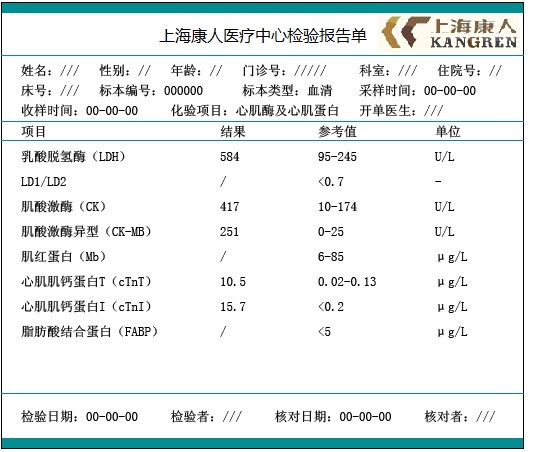 上海康人医疗中心检验报告单
上海康人
KANGREN
姓名：/// 性别：// 年龄：// 门诊号：///// 科室：/// 住院号：//
床号：/// 标本编号：000000 标本类型：血清 采样时间：00-00-00
收样时间：00-00-00 化验项目：心肌酶及心肌蛋白 开单医生：///
项目 结果 参考值 单位
乳酸脱氢酶（LDH） 584 95-245 U/L
LD1/LD2 / <0.7 -
肌酸激酶（CK） 417 10-174 U/L
肌酸激酶异型（CK-MB） 251 0-25 U/L
肌红蛋白（Mb） / 6-85 μg/L
心肌肌钙蛋白T（cTnT） 10.5 0.02-0.13 μg/L
心肌肌钙蛋白I（cTnI） 15.7 <0.2 μg/L
脂肪酸结合蛋白（FABP） / <5 μg/L
检验日期：00-00-00 检验者：/// 核对日期：00-00-00 核对者：///